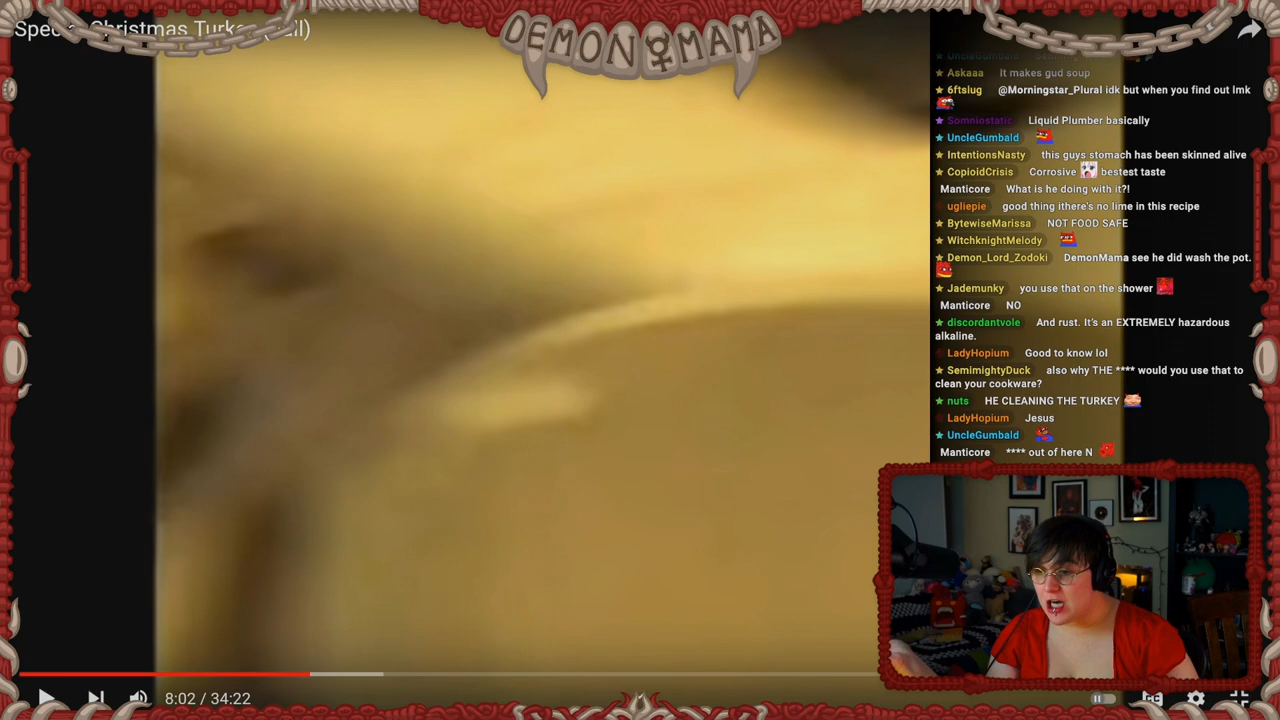 DEMON MAMA
Askaaa It makes gud soup
6ftslug @Morningstar_Plural idk but when you find out lmk
Somniostatic Liquid Plumber basically
UncleGumbald
IntentionsNasty this guys stomach has been skinned alive
CopioidCrisis Corrosive bestest taste
Manticore What is he doing with it?!
ugliepie good thing ithere's no lime in this recipe
BytewiseMarissa NOT FOOD SAFE
WitchknightMelody
Demon_Lord_Zodoki DemonMama see he did wash the pot.
Jademunky you use that on the shower
Manticore NO
discordantvole And rust. It's an EXTREMELY hazardous
alkaline.
LadyHopium Good to know lol
SemimightyDuck also why THE **** would you use that to
clean your cookware?
nuts HE CLEANING THE TURKEY
LadyHopium Jesus
UncleGumbald
Manticore **** out of here N
8:02 / 34:22
CC